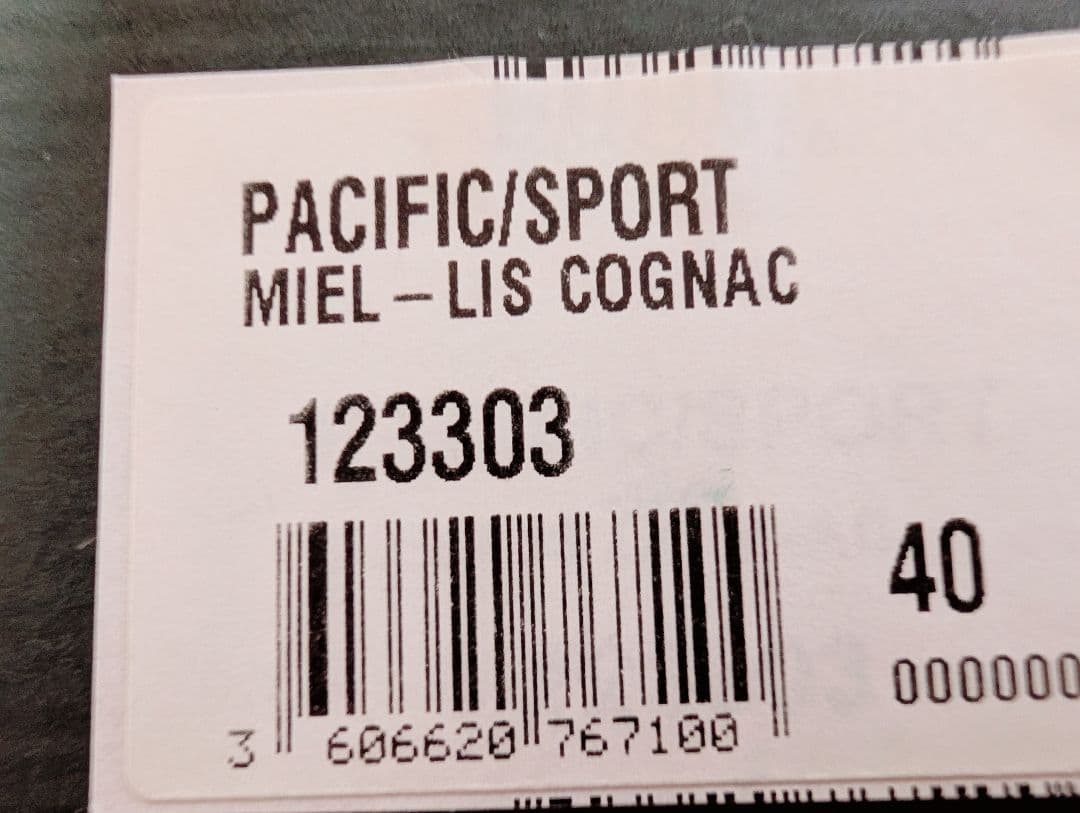 PACIFIC/SPORT
MIEL-LIS COGNAC
123303
40
000000
3 606620 767100